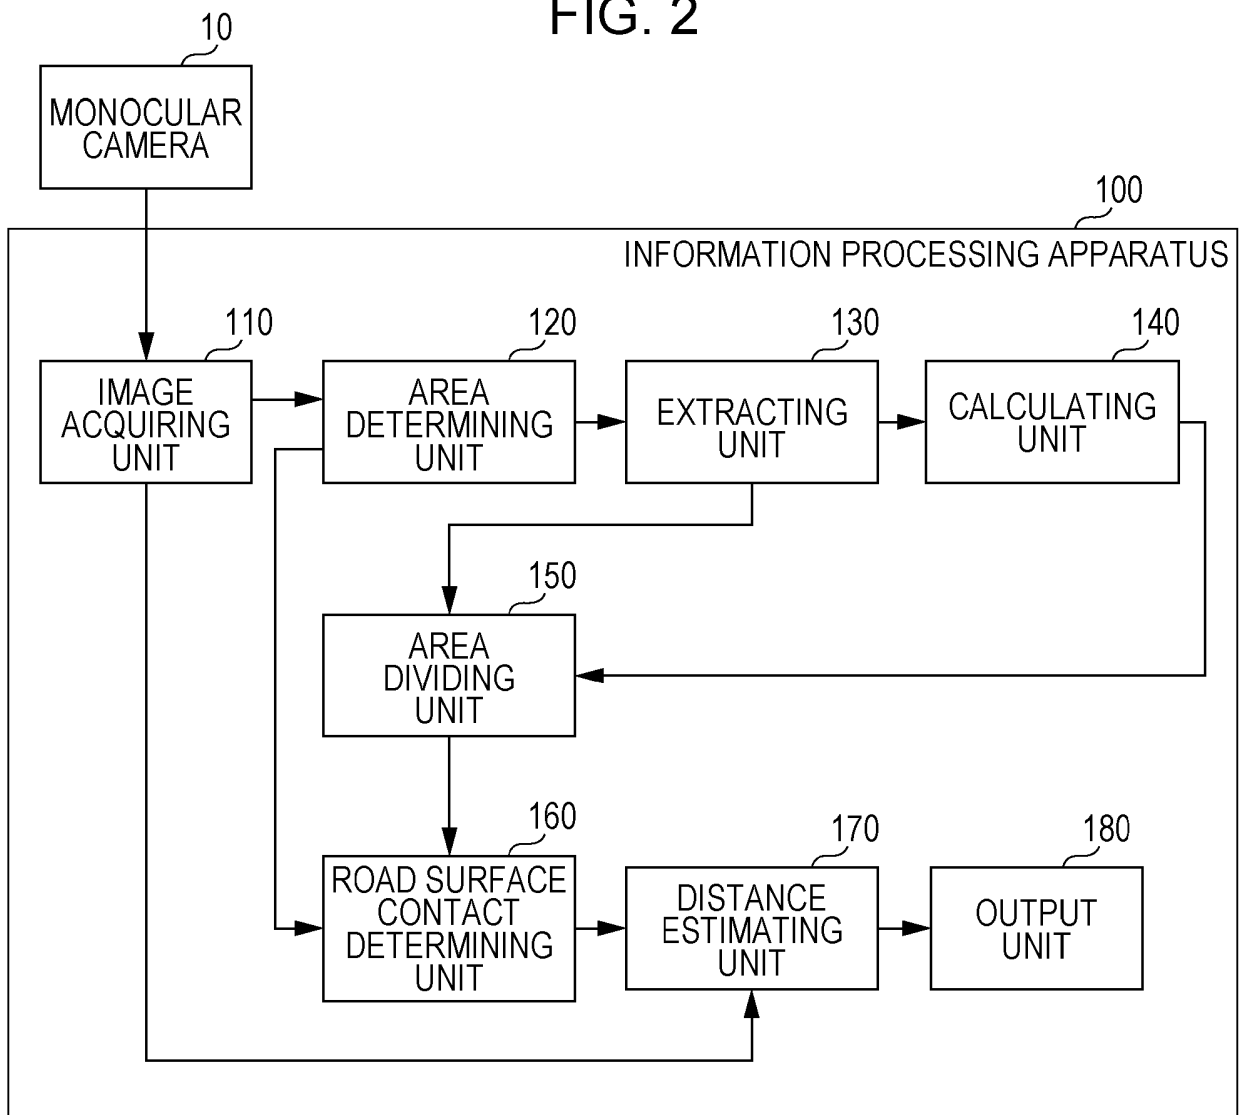 FIG. 2
10
MONOCULAR
CAMERA
100
INFORMATION PROCESSING APPARATUS
110
IMAGE
ACQUIRING
UNIT
120
AREA
DETERMINING
UNIT
130
EXTRACTING
UNIT
140
CALCULATING
UNIT
150
AREA
DIVIDING
UNIT
160
ROAD SURFACE
CONTACT
DETERMINING
UNIT
170
DISTANCE
ESTIMATING
UNIT
180
OUTPUT
UNIT